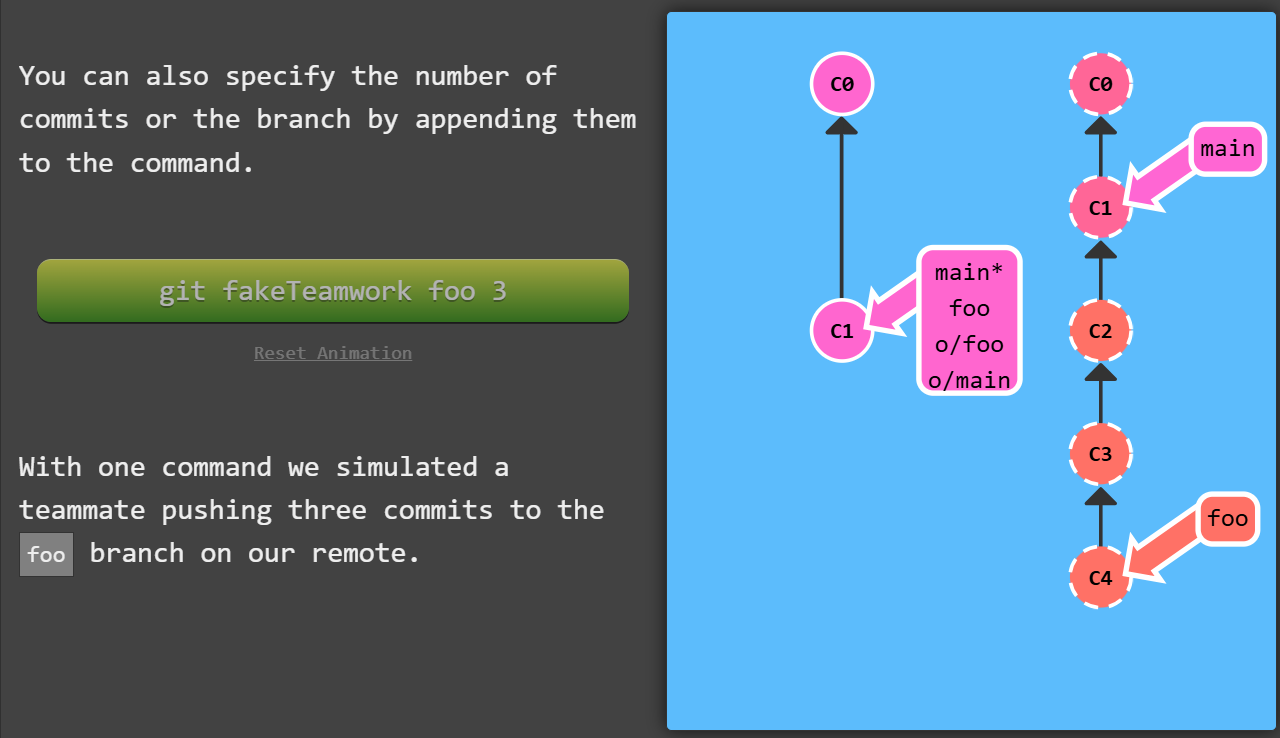 You can also specify the number of
commits or the branch by appending them
to the command.
git fakeTeamwork foo 3
Reset Animation
With one command we simulated a
teammate pushing three commits to the
foo branch on our remote.
C0
C1
main*
foo
o/foo
o/main
C0
main
C1
C2
C3
foo
C4